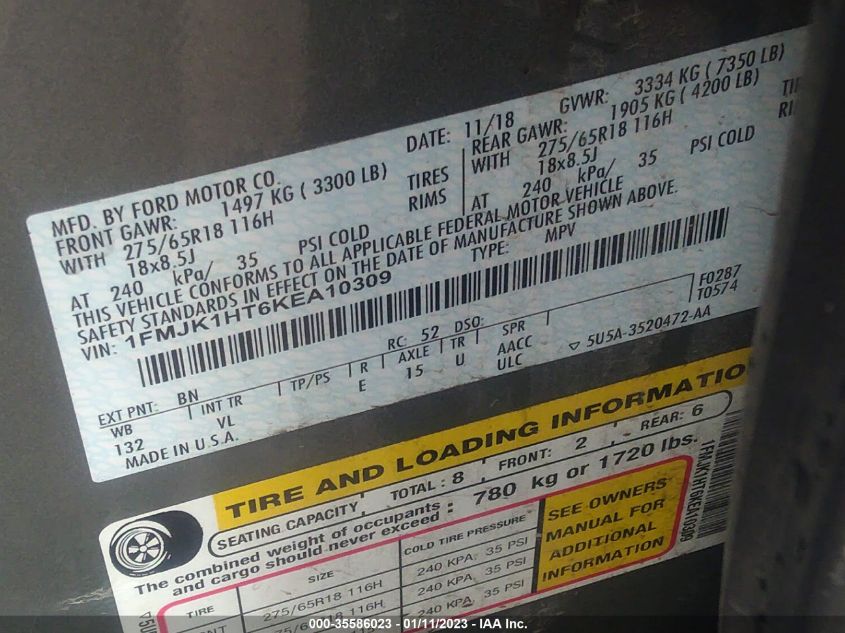 MFD. BY FORD MOTOR CO.
DATE: 11/18 GVWR: 3334 KG ( 7350 LB)
FRONT GAWR: 1497 KG ( 3300 LB) REAR GAWR: 1905 KG ( 4200 LB)
WITH 275/65R18 116H TIRES WITH 275/65R18 116H
18x8.5J RIMS 18x8.5J RIMS
AT 240 kPa/ 35 PSI COLD AT 240 kPa/ 35 PSI COLD
THIS VEHICLE CONFORMS TO ALL APPLICABLE FEDERAL MOTOR VEHICLE
SAFETY STANDARDS IN EFFECT ON THE DATE OF MANUFACTURE SHOWN ABOVE.
VIN: 1FMJK1HT6KEA10309 TYPE: MPV
F0287
T0574
EXT PNT: BN RC: 52 DSO:
WB INT TR TP/PS R AXLE TR SPR
132 VL E 15 U AACC
ULC
MADE IN U.S.A. ▽ 5U5A-3520472-AA
TIRE AND LOADING INFORMATIO
SEATING CAPACITY TOTAL : 8 FRONT: 2 REAR: 6
The combined weight of occupants : 780 kg or 1720 lbs.
and cargo should never exceed :
TIRE SIZE COLD TIRE PRESSURE
275/65R18 116H 240 KPA. 35 PSI
240 KPA. 35 PSI
240 KPA. 35 PSI
SEE OWNERS
MANUAL FOR
ADDITIONAL
INFORMATION
1FMJK1HT6KEA10309
000-35586023 - 01/11/2023 - IAA Inc.